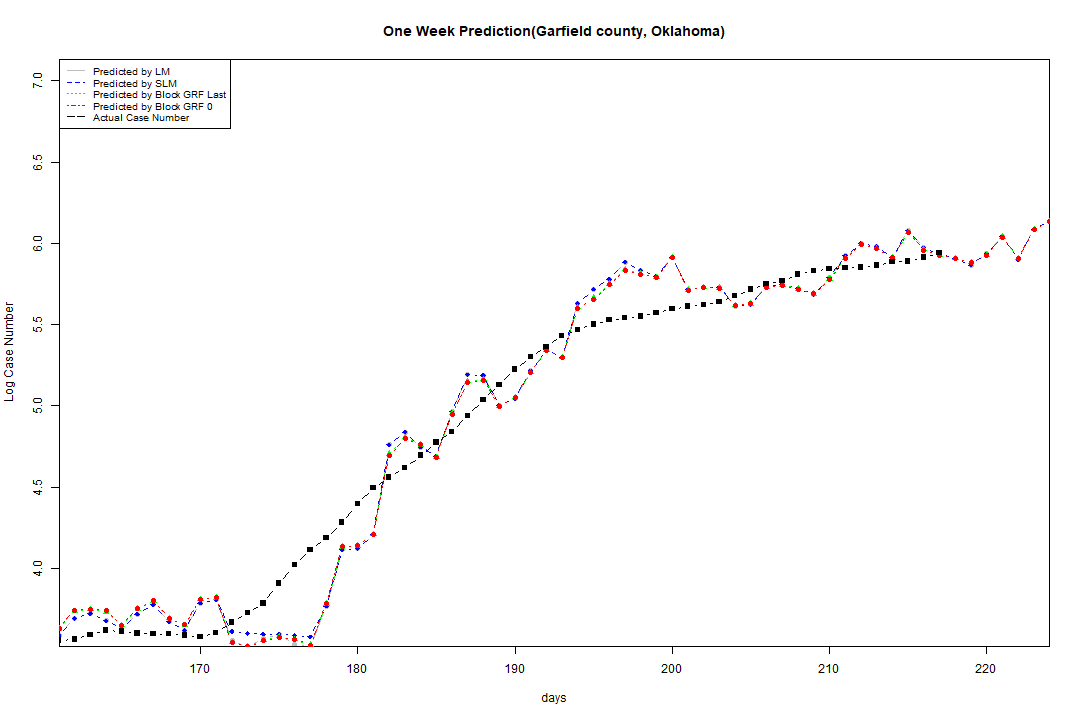 One Week Prediction(Garfield county, Oklahoma)
Predicted by LM
Predicted by SLM
Predicted by Block GRF Last
Predicted by Block GRF 0
Actual Case Number
7.0
6.5
6.0
5.5
5.0
4.5
4.0
Log Case Number
170 180 190 200 210 220
days